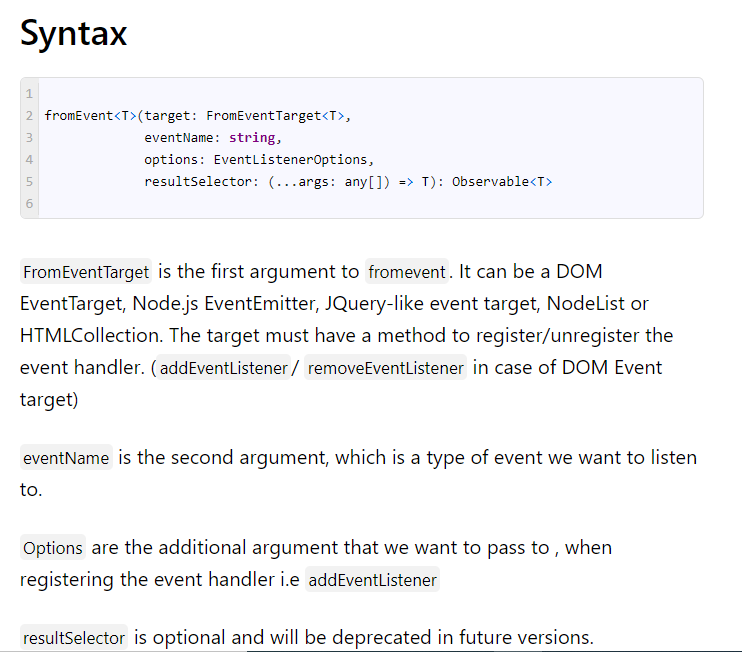 Syntax
1
2 fromEvent<T>(target: FromEventTarget<T>,
3 eventName: string,
4 options: EventListenerOptions,
5 resultSelector: (...args: any[]) => T): Observable<T>
6
FromEventTarget is the first argument to fromevent. It can be a DOM
EventTarget, Node.js EventEmitter, JQuery-like event target, NodeList or
HTMLCollection. The target must have a method to register/unregister the
event handler. (addEventListener/ removeEventListener in case of DOM Event
target)
eventName is the second argument, which is a type of event we want to listen
to.
Options are the additional argument that we want to pass to , when
registering the event handler i.e addEventListener
resultSelector is optional and will be deprecated in future versions.